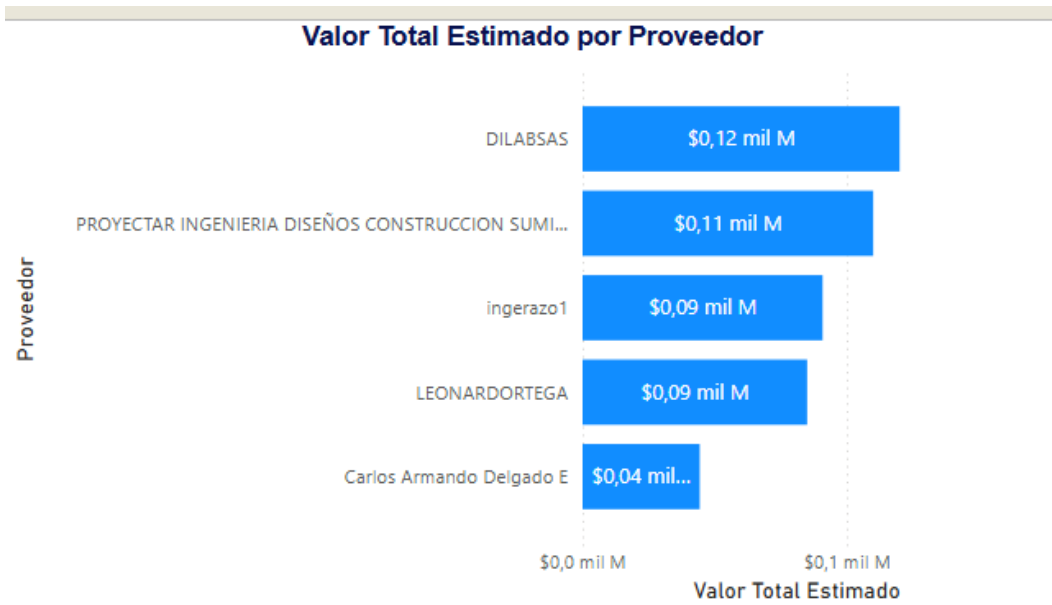 Valor Total Estimado por Proveedor
Proveedor
DILABSAS
$0,12 mil M
PROYECTAR INGENIERIA DISEÑOS CONSTRUCCION SUMI...
$0,11 mil M
ingerazo1
$0,09 mil M
LEONARDORTEGA
$0,09 mil M
Carlos Armando Delgado E
$0,04 mil...
$0,0 mil M
$0,1 mil M
Valor Total Estimado